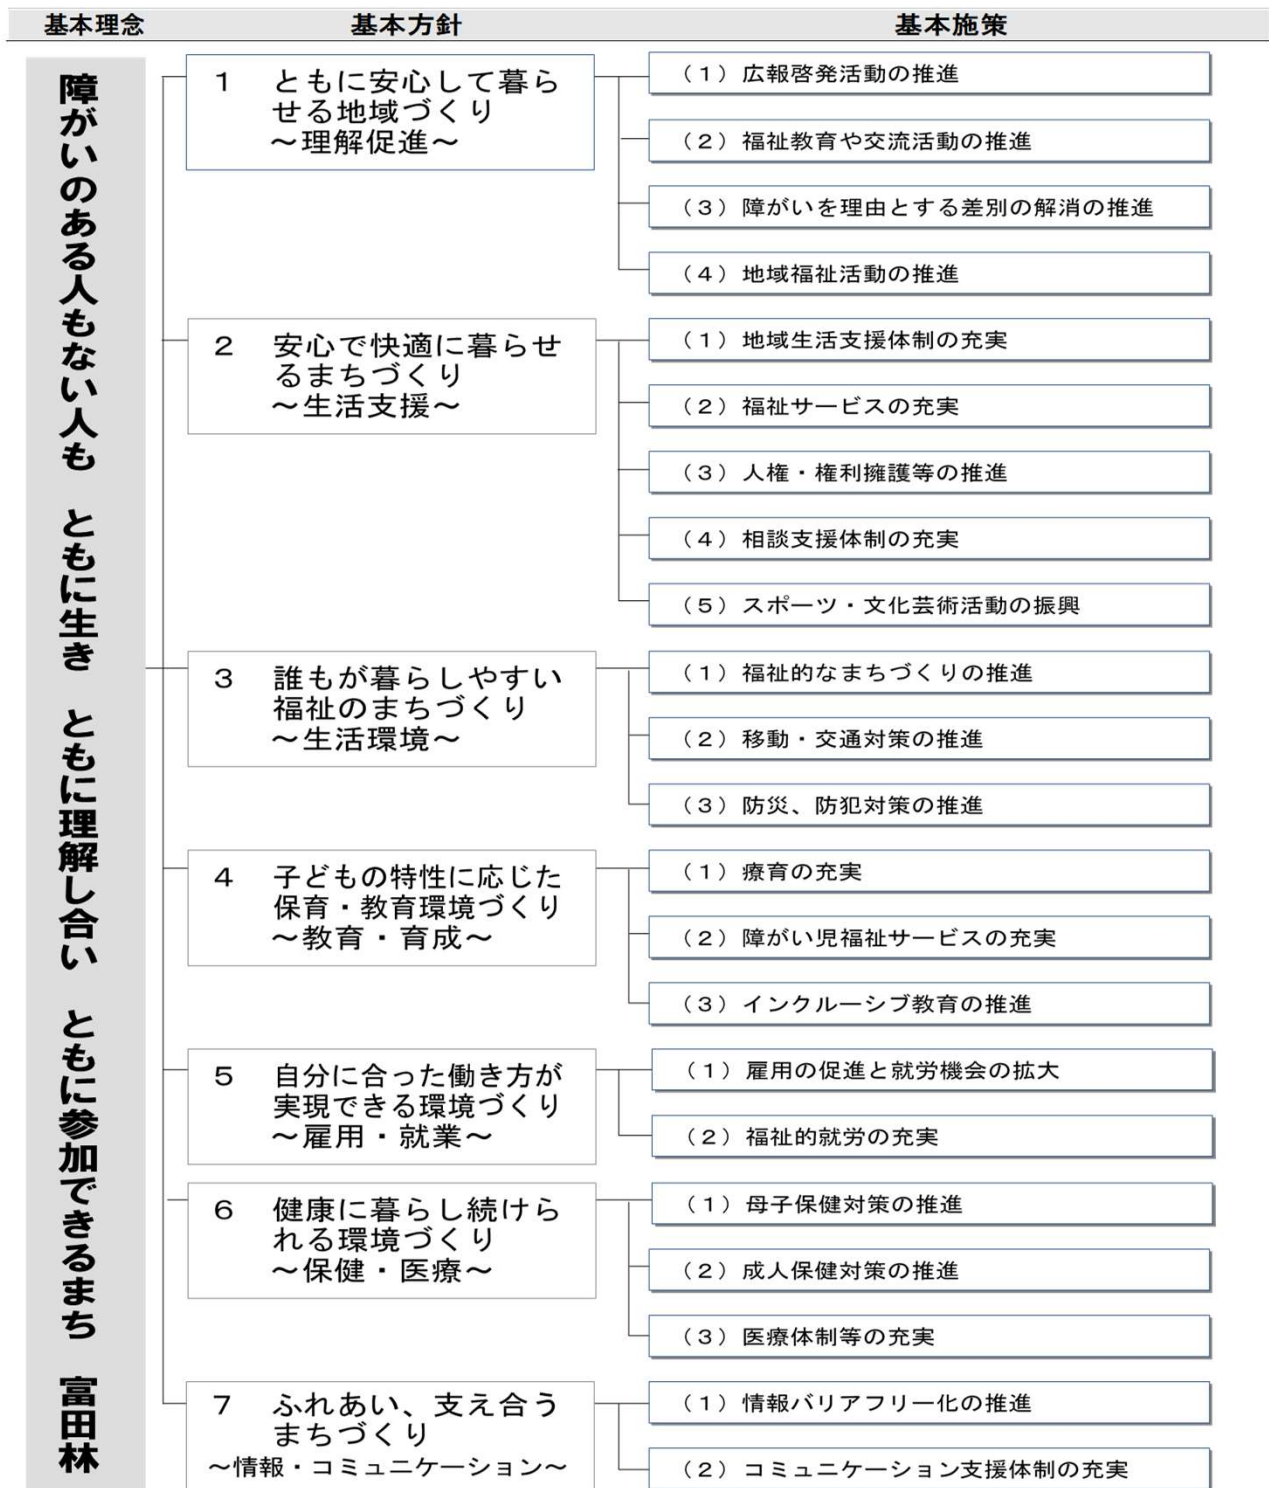 基本理念 基本方針 基本施策
障がいのある人もない人も ともに生き ともに理解し合い ともに参加できるまち 富田林
1 ともに安心して暮ら
せる地域づくり
～理解促進～
（1）広報啓発活動の推進
（2）福祉教育や交流活動の推進
（3）障がいを理由とする差別の解消の推進
（4）地域福祉活動の推進
2 安心で快適に暮らせ
るまちづくり
～生活支援～
（1）地域生活支援体制の充実
（2）福祉サービスの充実
（3）人権・権利擁護等の推進
（4）相談支援体制の充実
（5）スポーツ・文化芸術活動の振興
3 誰もが暮らしやすい
福祉のまちづくり
～生活環境～
（1）福祉的なまちづくりの推進
（2）移動・交通対策の推進
（3）防災、防犯対策の推進
4 子どもの特性に応じた
保育・教育環境づくり
～教育・育成～
（1）療育の充実
（2）障がい児福祉サービスの充実
（3）インクルーシブ教育の推進
5 自分に合った働き方が
実現できる環境づくり
～雇用・就業～
（1）雇用の促進と就労機会の拡大
（2）福祉的就労の充実
6 健康に暮らし続けら
れる環境づくり
～保健・医療～
（1）母子保健対策の推進
（2）成人保健対策の推進
（3）医療体制等の充実
7 ふれあい、支え合う
まちづくり
～情報・コミュニケーション～
（1）情報バリアフリー化の推進
（2）コミュニケーション支援体制の充実